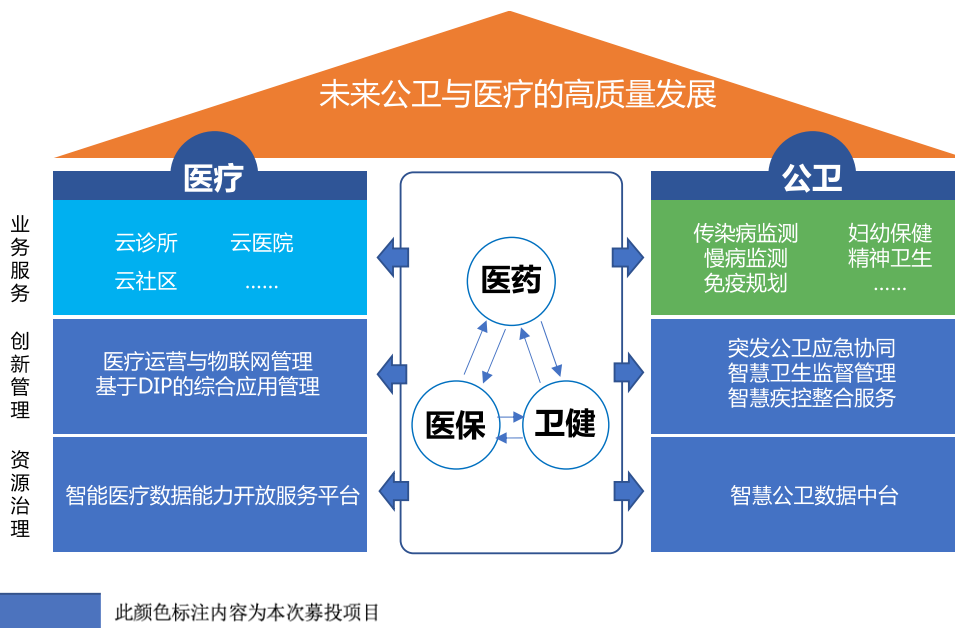 未来公卫与医疗的高质量发展
医疗
公卫
业务服务
云诊所 云医院
云社区 ……
传染病监测 妇幼保健
慢病监测 精神卫生
免疫规划 ……
医药
医保
卫健
创新管理
医疗运营与物联网管理
基于DIP的综合应用管理
突发公卫应急协同
智慧卫生监督管理
智慧疾控整合服务
资源治理
智能医疗数据能力开放服务平台
智慧公卫数据中台
此颜色标注内容为本次募投项目